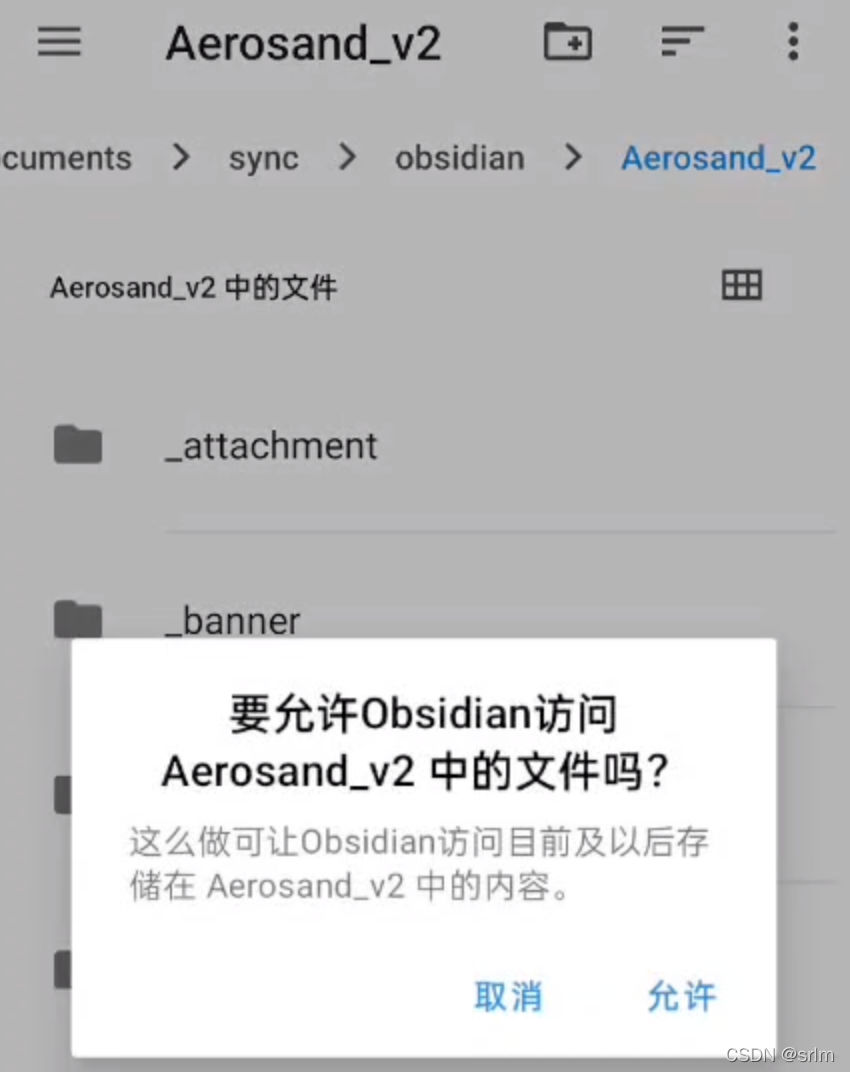 Aerosand_v2
cuments > sync > obsidian > Aerosand_v2
Aerosand_v2 中的文件
_attachment
_banner
要允许Obsidian访问
Aerosand_v2 中的文件吗？
这么做可让Obsidian访问目前及以后存
储在 Aerosand_v2 中的内容。
取消 允许
CSDN @srlm